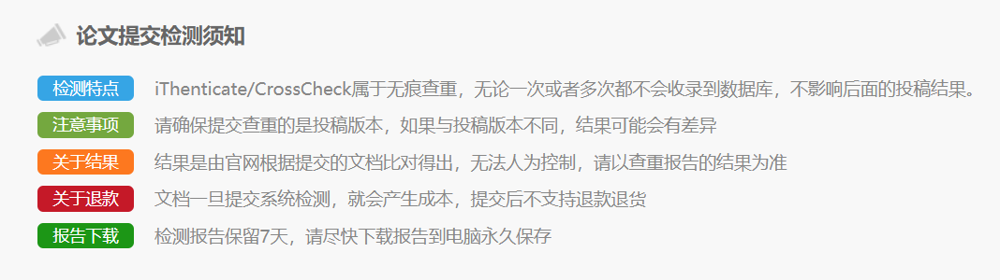 论文提交检测须知
检测特点 iThenticate/CrossCheck属于无痕查重，无论一次或者多次都不会收录到数据库，不影响后面的投稿结果。
注意事项 请确保提交查重的是投稿版本，如果与投稿版本不同，结果可能会有差异
关于结果 结果是由官网根据提交的文档比对得出，无法人为控制，请以查重报告的结果为准
关于退款 文档一旦提交系统检测，就会产生成本，提交后不支持退款退货
报告下载 检测报告保留7天，请尽快下载报告到电脑永久保存